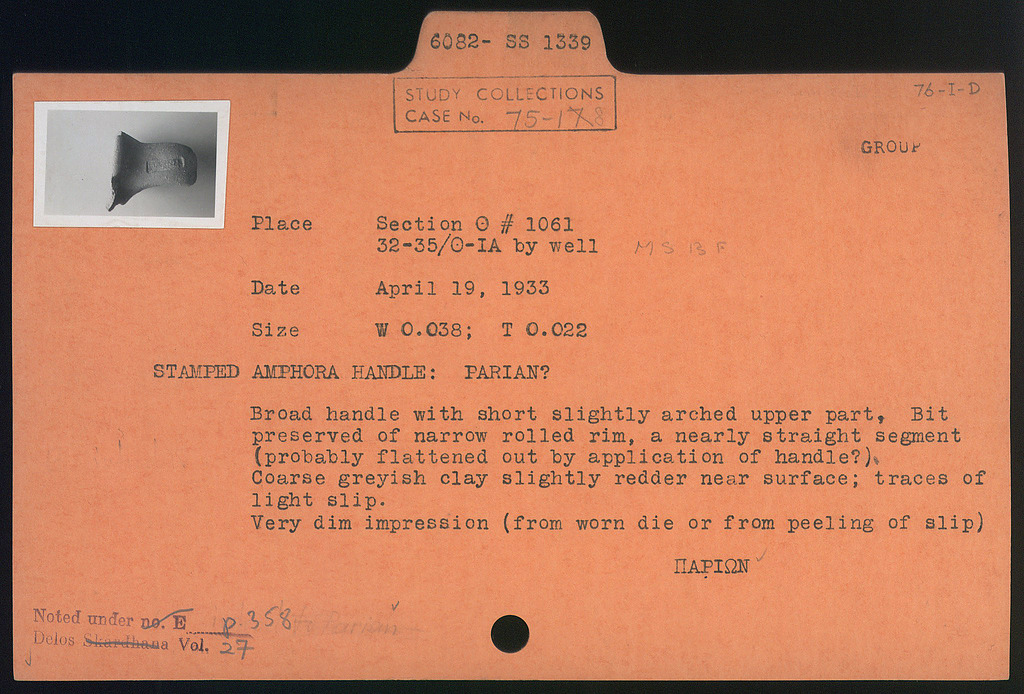 6082- SS 1339
STUDY COLLECTIONS
CASE No. 75-178
76-I-D
GROUP
Place Section Θ # 1061
32-35/Θ-IA by well M S 13 F
Date April 19, 1933
Size W 0.038; T 0.022
STAMPED AMPHORA HANDLE: PARIAN?
Broad handle with short slightly arched upper part, Bit
preserved of narrow rolled rim, a nearly straight segment
(probably flattened out by application of handle?).
Coarse greyish clay slightly redder near surface; traces of
light slip.
Very dim impression (from worn die or from peeling of slip)
ΠΑΡΙΩΝ
Noted under no. E p.358
Delos Skardhana Vol. 27